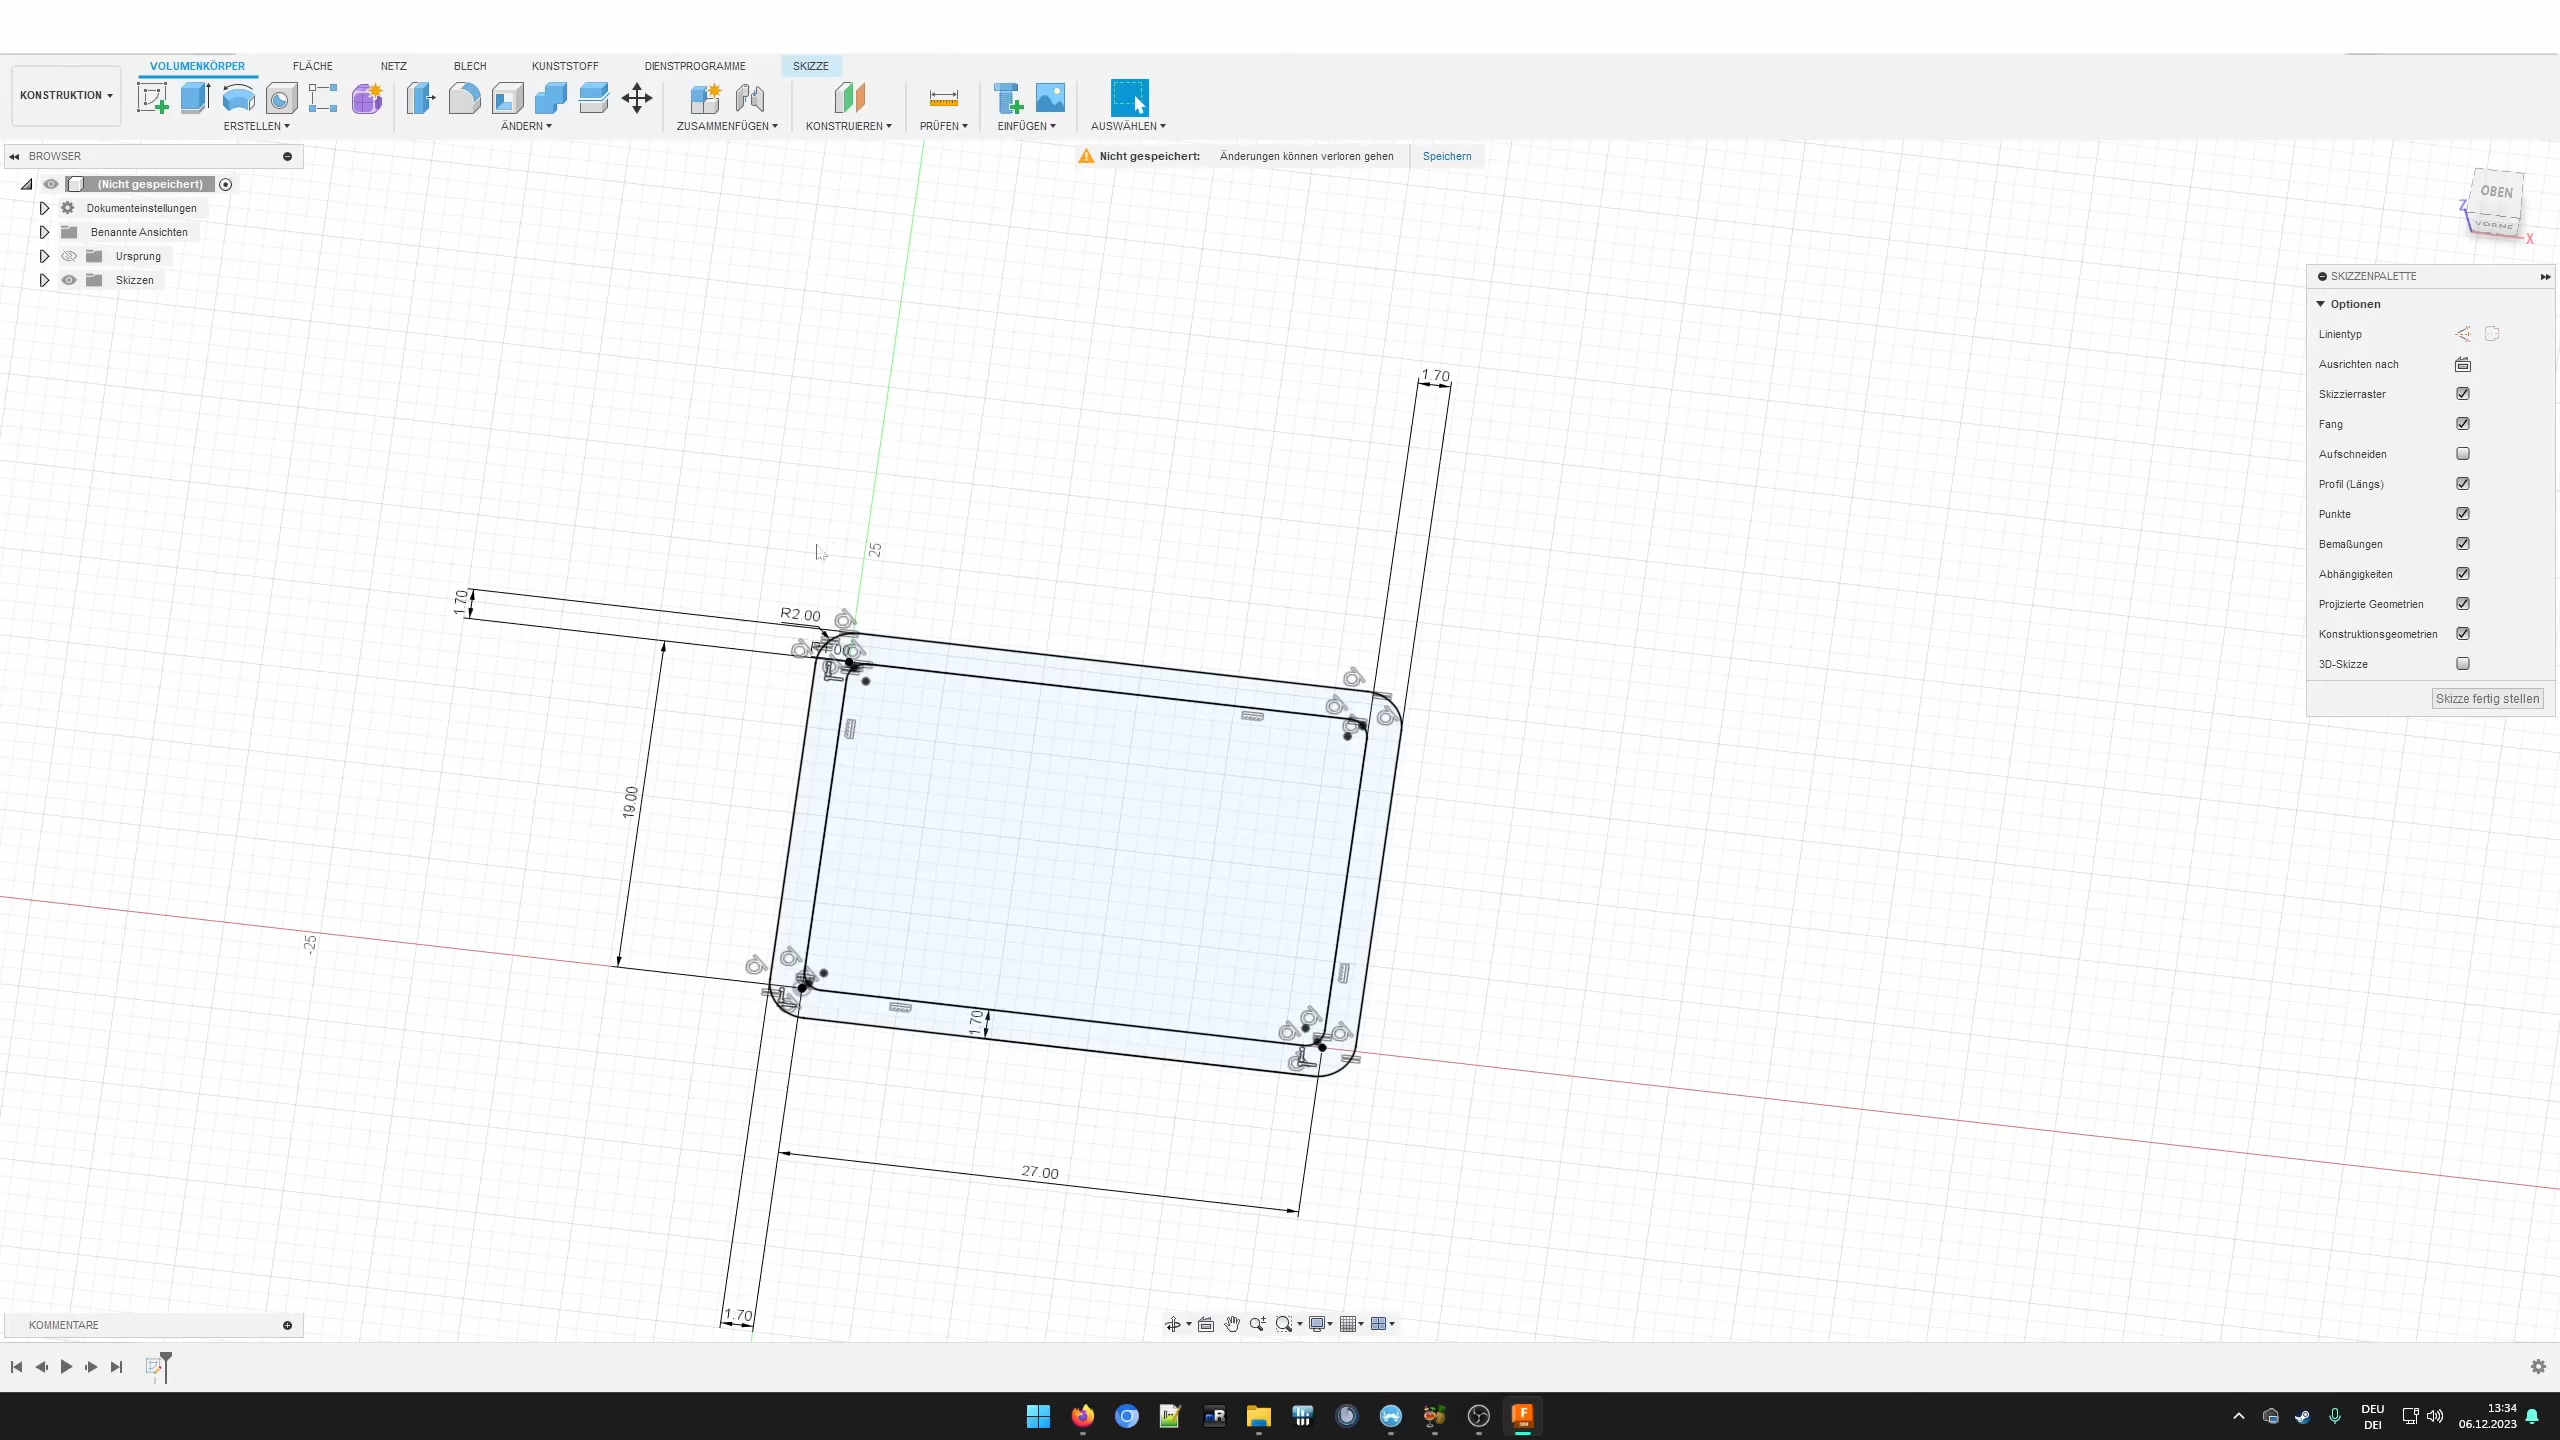 VOLUMENKÖRPER FLÄCHE NETZ BLECH KUNSTSTOFF DIENSTPROGRAMME SKIZZE
KONSTRUKTION
ERSTELLEN ÄNDERN ZUSAMMENFÜGEN KONSTRUIEREN PRÜFEN EINFÜGEN AUSWÄHLEN
BROWSER
Nicht gespeichert: Änderungen können verloren gehen Speichern
(Nicht gespeichert)
Dokumenteinstellungen
Benannte Ansichten
Ursprung
Skizzen
OBEN
VORNE
Z
X
SKIZZENPALETTE
Optionen
Linientyp
Ausrichten nach
Skizzierraster
Fang
Aufschneiden
Profil (Längs)
Punkte
Bemaßungen
Abhängigkeiten
Projizierte Geometrien
Konstruktionsgeometrien
3D-Skizze
Skizze fertig stellen
1.70
25
1.70
R2.00
19.00
-25
1.70
27.00
1.70
KOMMENTARE
DEU
DEI
13:34
06.12.2023